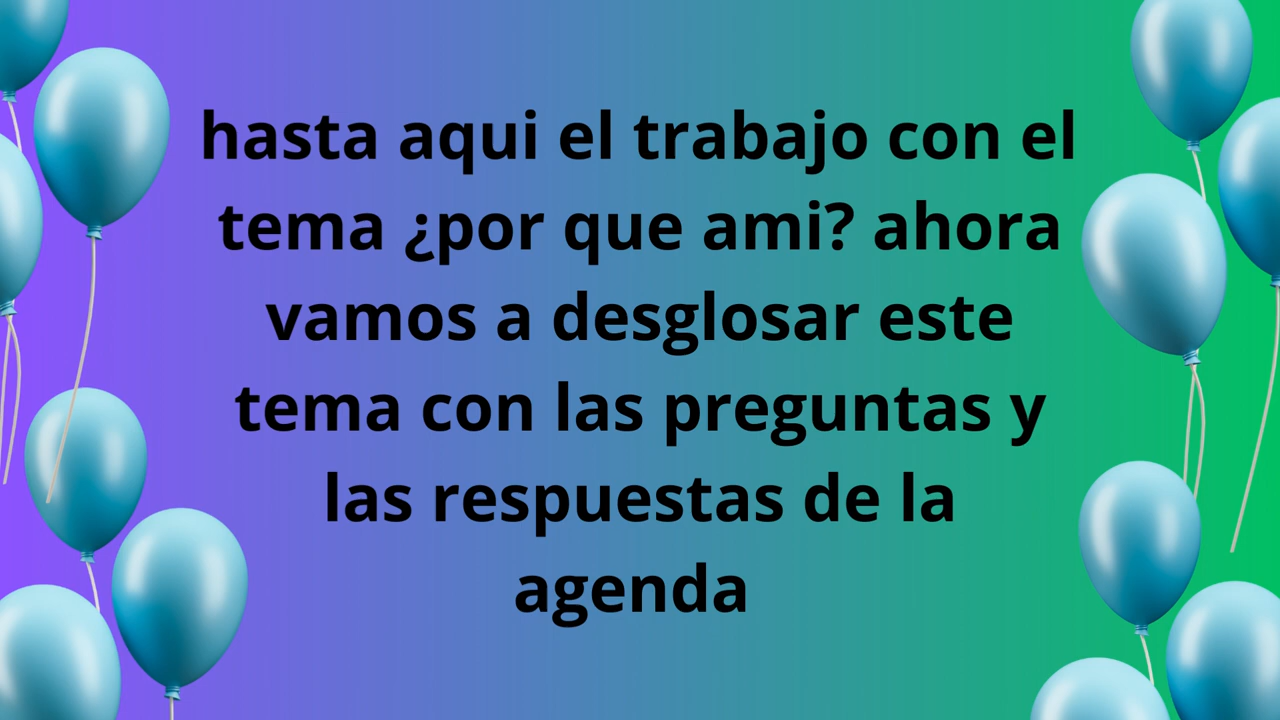 hasta aqui el trabajo con el
tema ¿por que ami? ahora
vamos a desglosar este
tema con las preguntas y
las respuestas de la
agenda